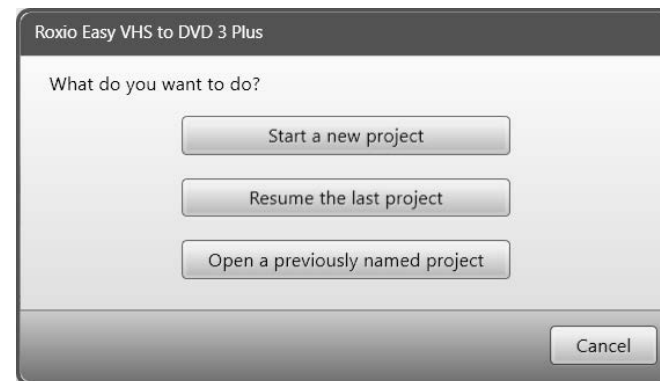 Roxio Easy VHS to DVD 3 Plus
What do you want to do?
Start a new project
Resume the last project
Open a previously named project
Cancel